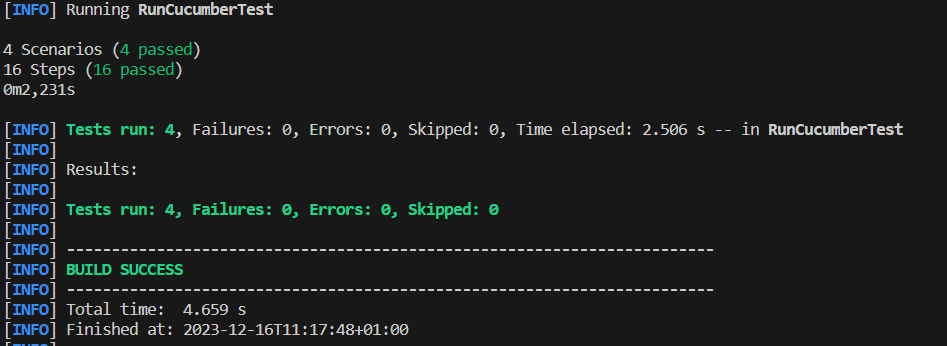 [INFO] Running RunCucumberTest
4 Scenarios (4 passed)
16 Steps (16 passed)
0m2,231s
[INFO] Tests run: 4, Failures: 0, Errors: 0, Skipped: 0, Time elapsed: 2.506 s -- in RunCucumberTest
[INFO]
[INFO] Results:
[INFO]
[INFO] Tests run: 4, Failures: 0, Errors: 0, Skipped: 0
[INFO]
[INFO] ------------------------------------------------------------------------
[INFO] BUILD SUCCESS
[INFO] ------------------------------------------------------------------------
[INFO] Total time:  4.659 s
[INFO] Finished at: 2023-12-16T11:17:48+01:00